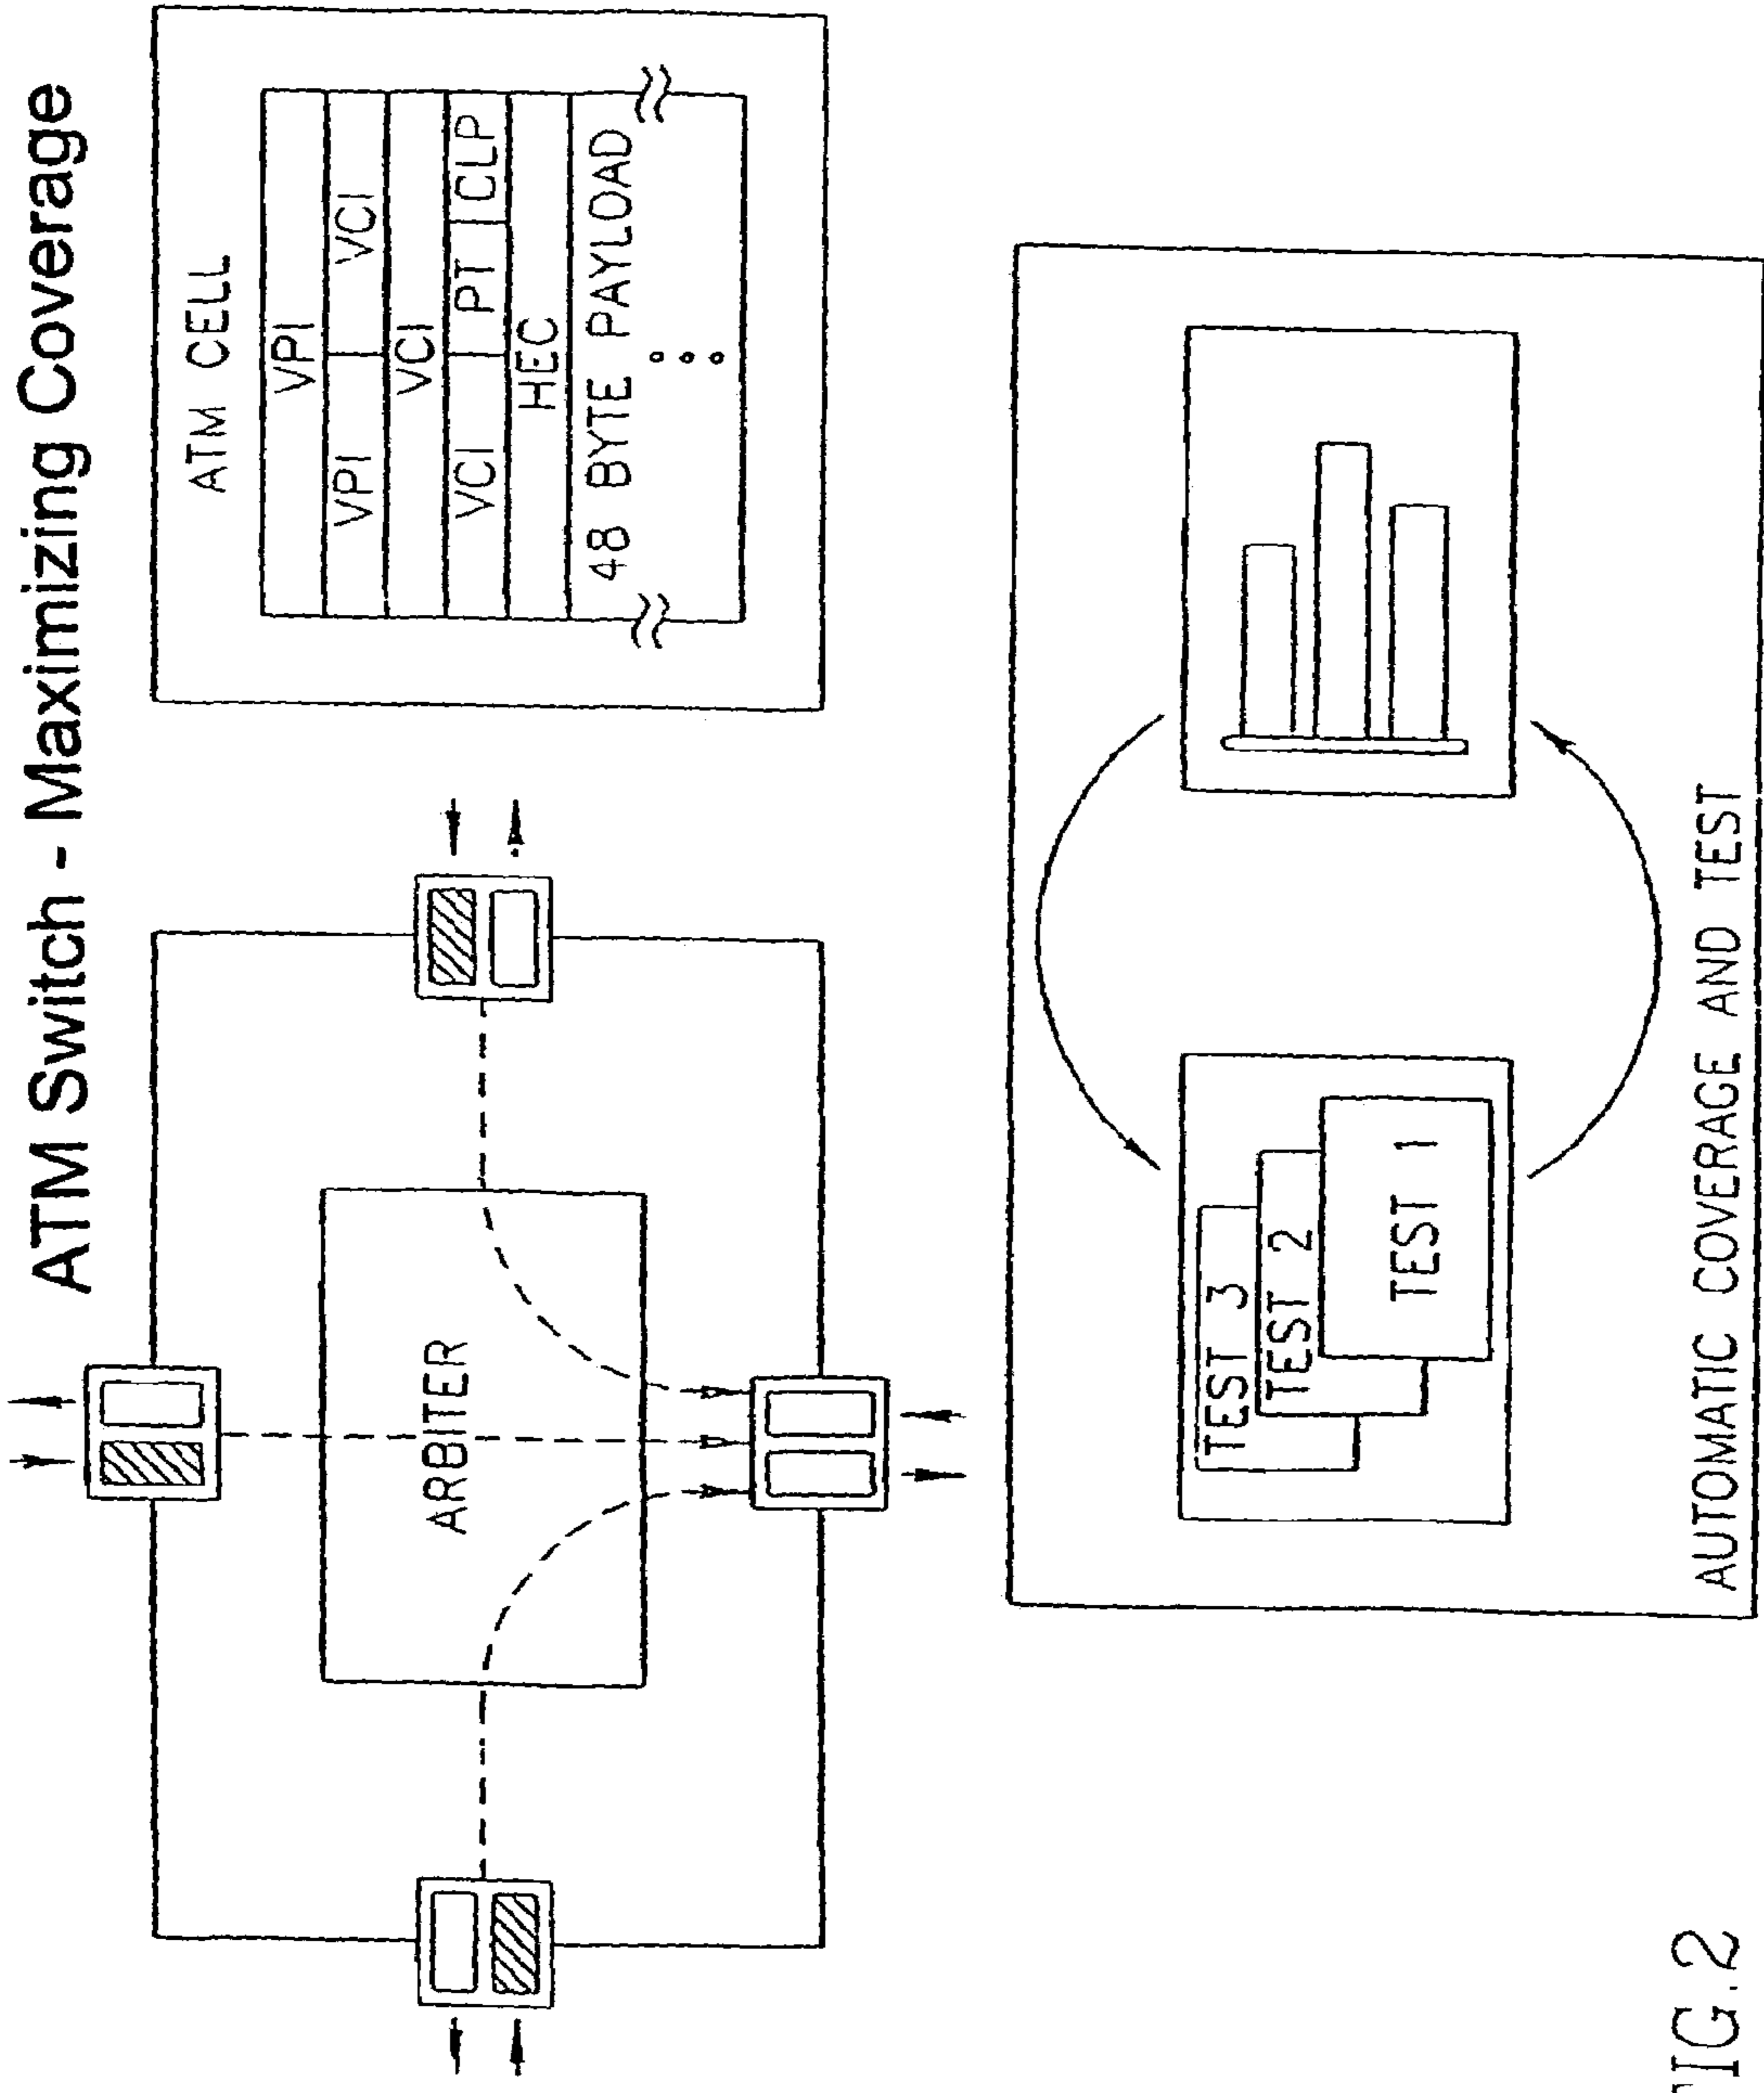 ATM Switch - Maximizing Coverage
ARBITER
ATM CELL
VPI
VPI VCI
VCI
VCI PT CLP
HEC
48 BYTE PAYLOAD
TEST 3
TEST 2
TEST 1
AUTOMATIC COVERAGE AND TEST
FIG.2